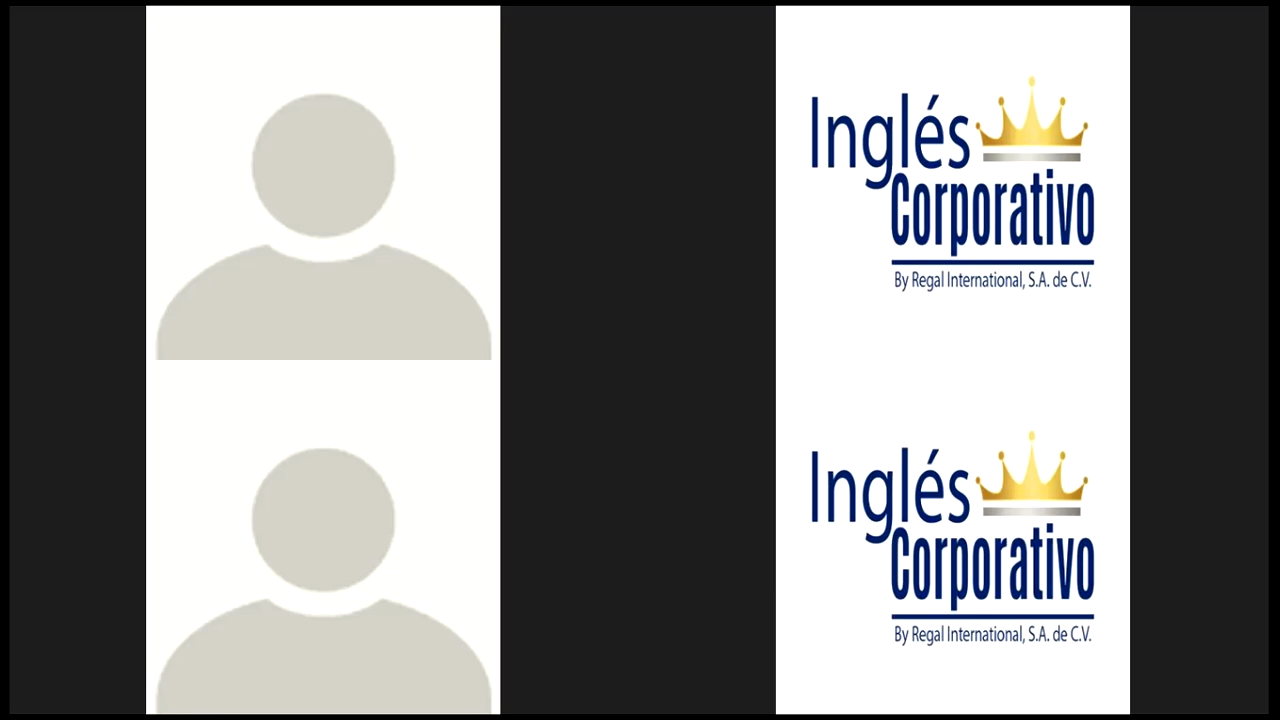 Inglés
Corporativo
By Regal International, S.A. de C.V.
Inglés
Corporativo
By Regal International, S.A. de C.V.